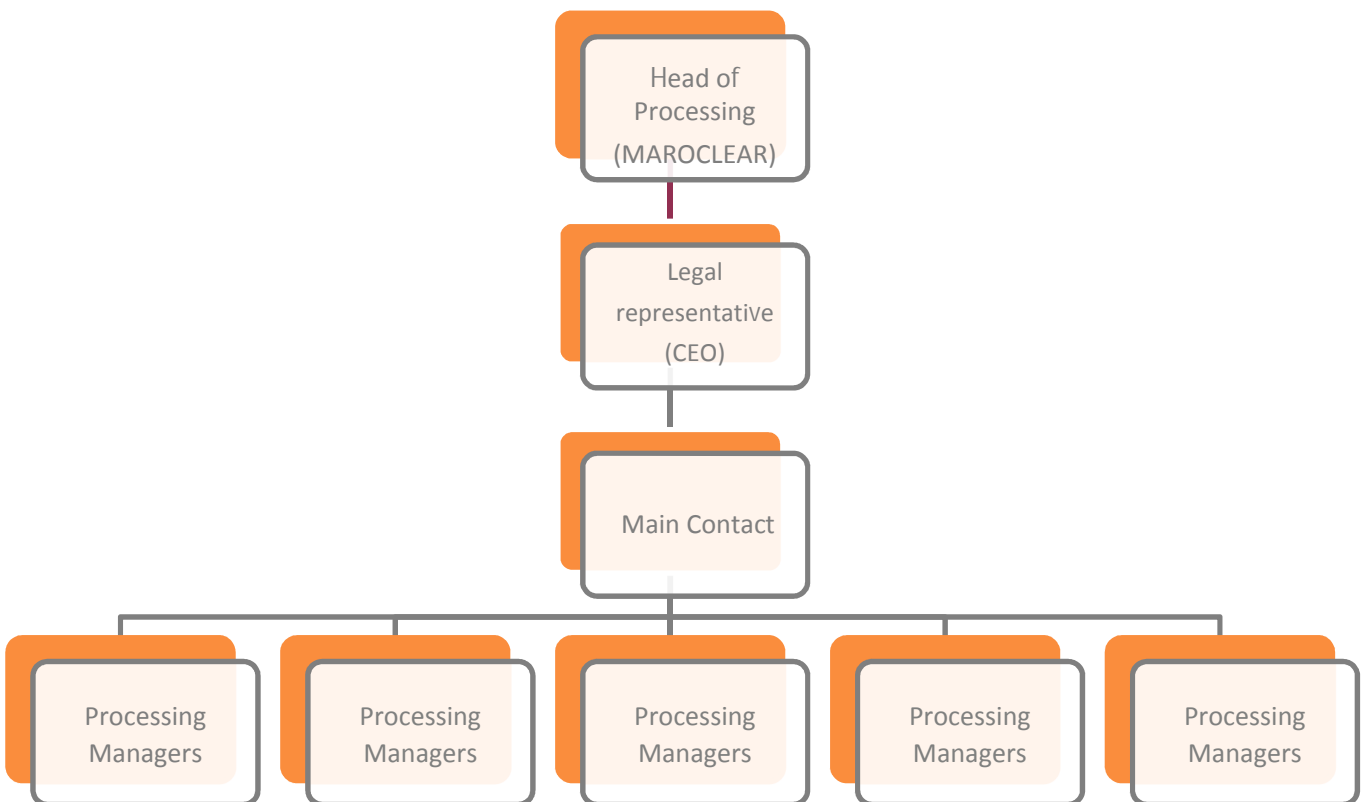 Head of
Processing
(MAROCLEAR)
Legal
representative
(CEO)
Main Contact
Processing
Managers
Processing
Managers
Processing
Managers
Processing
Managers
Processing
Managers